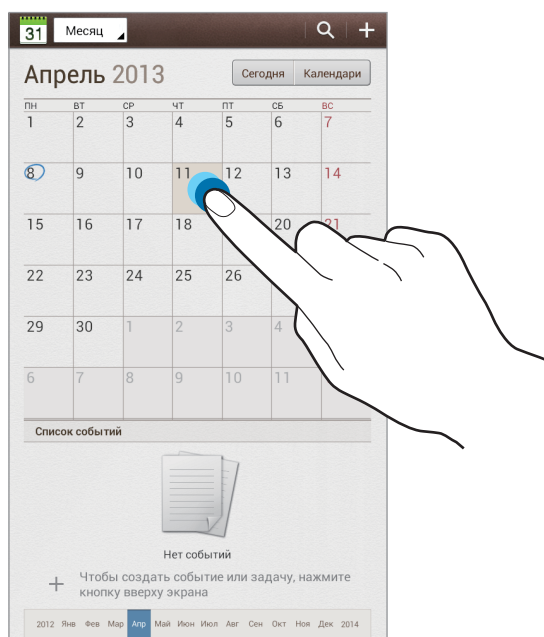 31 Месяц
Апрель 2013 Сегодня Календари
ПН ВТ СР ЧТ ПТ СБ ВС
1 2 3 4 5 6 7
8 9 10 11 12 13 14
15 16 17 18 20 21
22 23 24 25 26
29 30 1 2 3 4
6 7 8 9 10 11
Список событий
Нет событий
Чтобы создать событие или задачу, нажмите
кнопку вверху экрана
2012 Янв Фев Мар Апр Май Июн Июл Авг Сен Окт Ноя Дек 2014